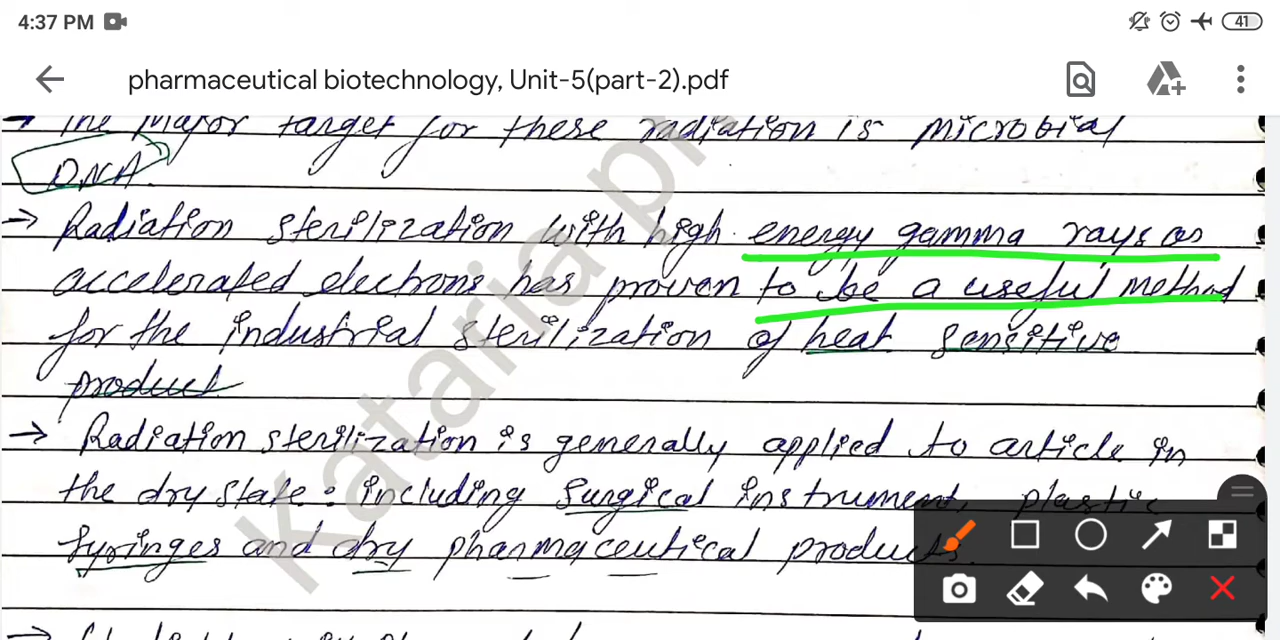 4:37 PM 41
pharmaceutical biotechnology, Unit-5(part-2).pdf
→ The Major target for these radiation is microbial
DNA.
→ Radiation sterilization with high energy gamma rays or
accelerated electrons has proven to be a useful method
for the industrial sterilization of heat sensitive
product
→ Radiation sterilization is generally applied to article in
the dry state: including surgical instrument, plastic
syringes and dry pharmaceutical products.
Kataria